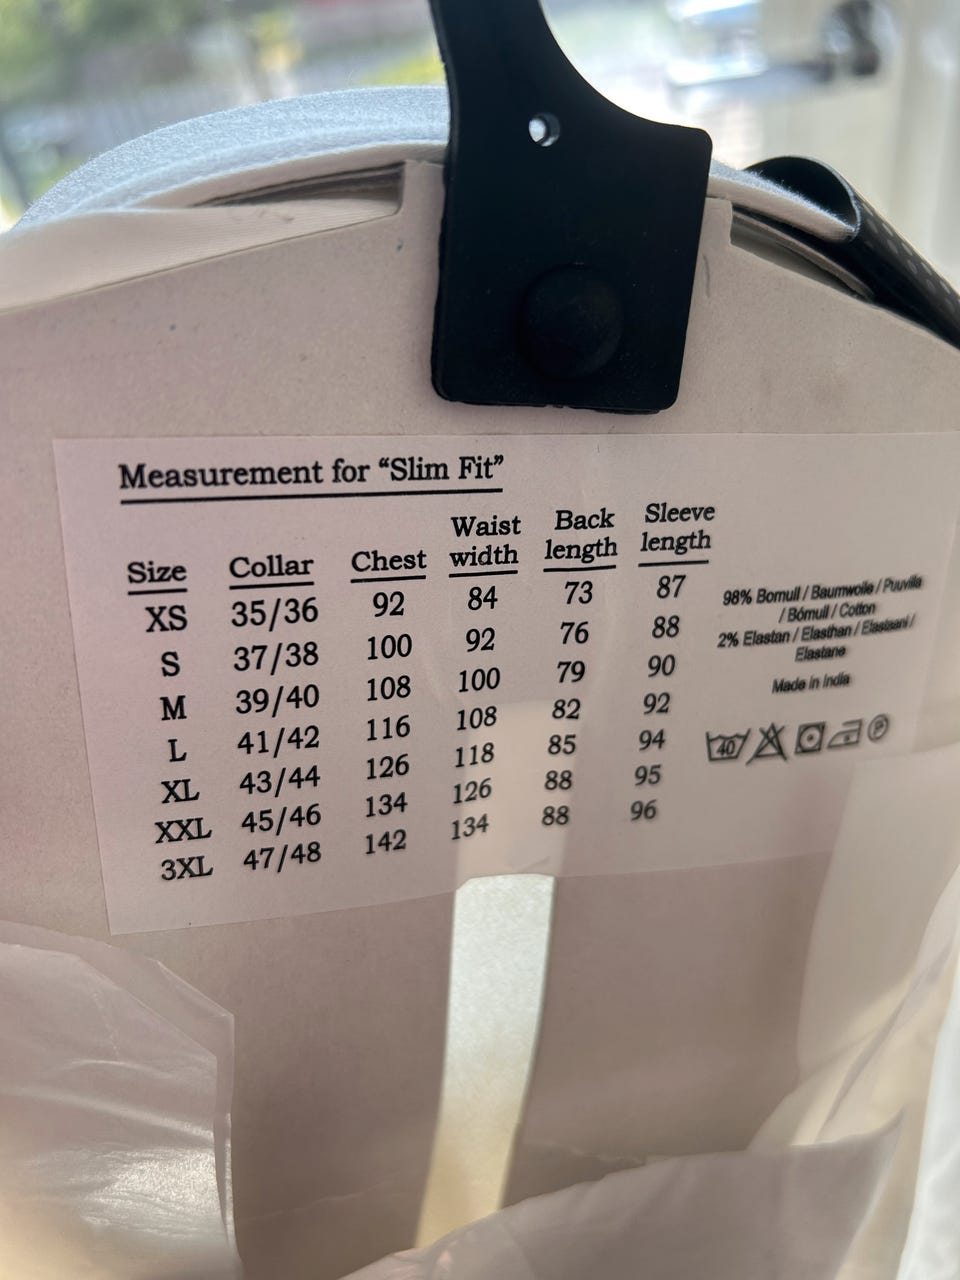 Measurement for “Slim Fit”
Size Collar Chest Waist width Back length Sleeve length
XS 35/36 92 84 73 87
S 37/38 100 92 76 88
M 39/40 108 100 79 90
L 41/42 116 108 82 92
XL 43/44 126 118 85 94
XXL 45/46 134 126 88 95
3XL 47/48 142 134 88 96
98% Bomull / Baumwolle / Puuvilla
/ Bómull / Cotton
2% Elastan / Elasthan / Elastaani /
Elastane
Made in India
40 P